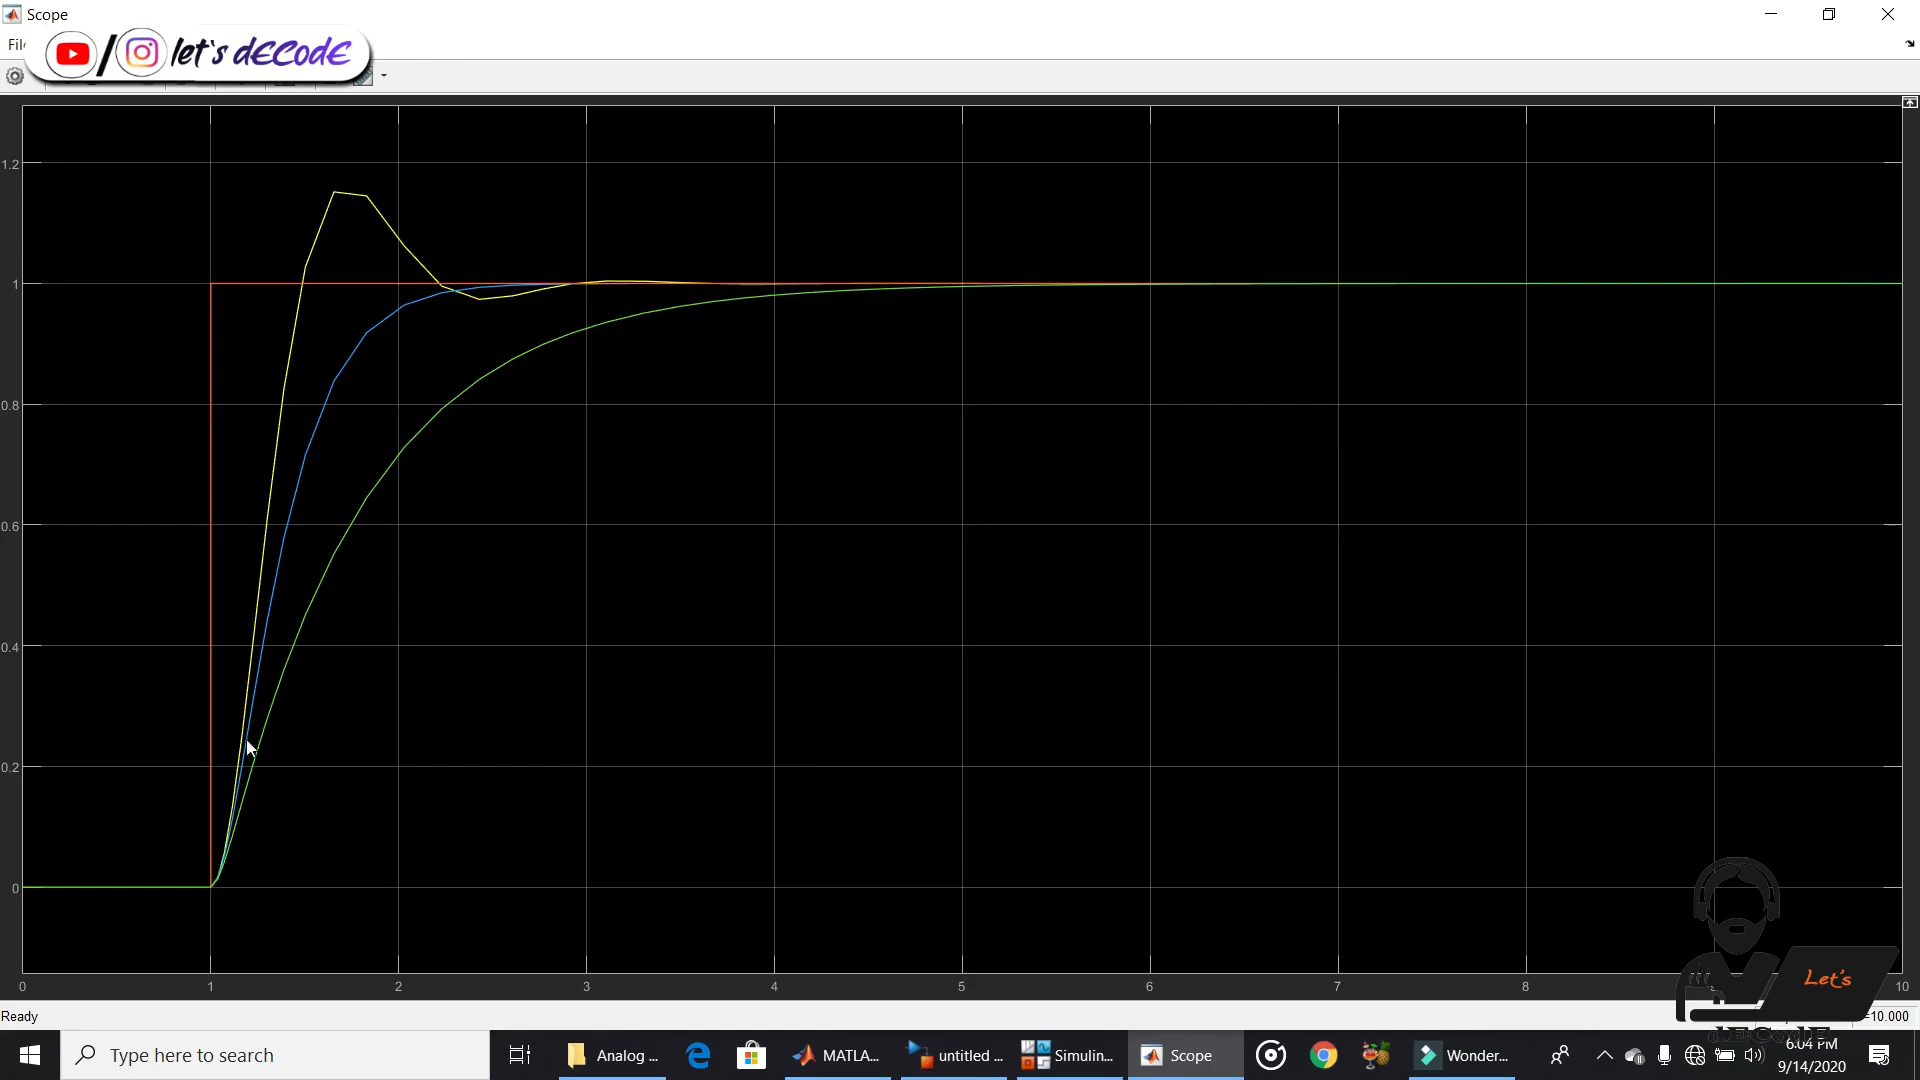 Scope
Fil
let's dECodE
1.2
1
0.8
0.6
0.4
0.2
0
0 1 2 3 4 5 6 7 8 10
Let's
dECodE
Ready
=10.000
Type here to search
Analog ...
MATLA...
untitled ...
Simulin...
Scope
Wonder...
6:04 PM
9/14/2020